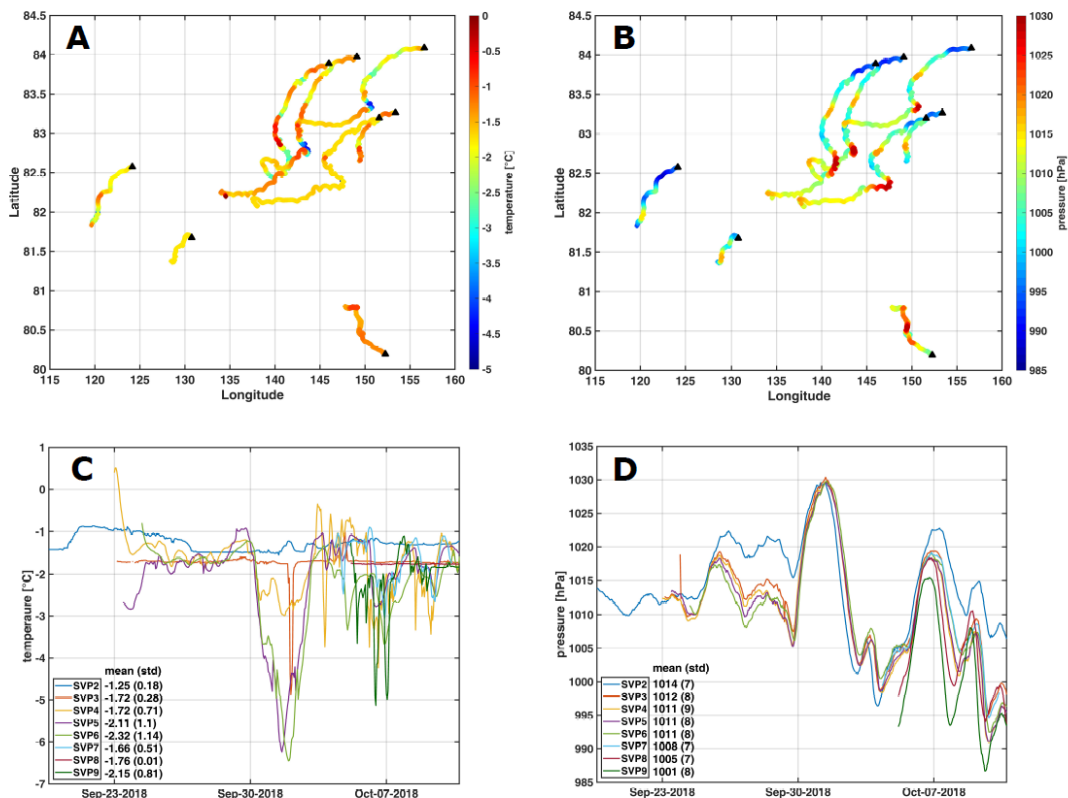 A
84.5
84
83.5
83
82.5
82
81.5
81
80.5
80
115 120 125 130 135 140 145 150 155 160
Latitude
Longitude
0
-0.5
-1
-1.5
-2
-2.5
-3
-3.5
-4
-4.5
-5
temperature [°C]
B
84.5
84
83.5
83
82.5
82
81.5
81
80.5
80
115 120 125 130 135 140 145 150 155 160
Latitude
Longitude
1030
1025
1020
1015
1010
1005
1000
995
990
985
pressure [hPa]
C
1
0
-1
-2
-3
-4
-5
-6
-7
temperaure [°C]
mean (std)
SVP2 -1.25 (0.18)
SVP3 -1.72 (0.28)
SVP4 -1.72 (0.71)
SVP5 -2.11 (1.1)
SVP6 -2.32 (1.14)
SVP7 -1.66 (0.51)
SVP8 -1.76 (0.01)
SVP9 -2.15 (0.81)
Sep-23-2018 Sep-30-2018 Oct-07-2018
D
1035
1030
1025
1020
1015
1010
1005
1000
995
990
985
pressure [hPa]
mean (std)
SVP2 1014 (7)
SVP3 1012 (8)
SVP4 1011 (9)
SVP5 1011 (8)
SVP6 1011 (8)
SVP7 1008 (7)
SVP8 1005 (7)
SVP9 1001 (8)
Sep-23-2018 Sep-30-2018 Oct-07-2018